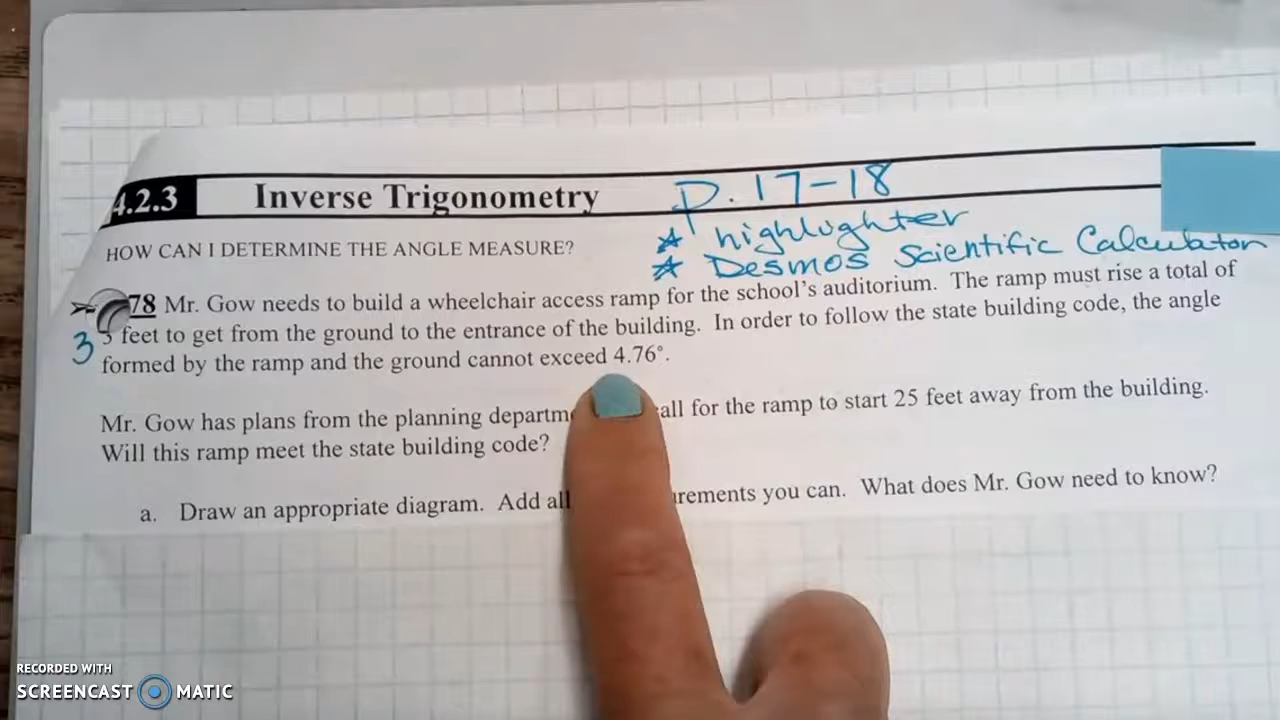 4.2.3 Inverse Trigonometry P. 17-18
* highlighter
HOW CAN I DETERMINE THE ANGLE MEASURE? * Desmos Scientific Calculator
78 Mr. Gow needs to build a wheelchair access ramp for the school's auditorium. The ramp must rise a total of
3 3 feet to get from the ground to the entrance of the building. In order to follow the state building code, the angle
formed by the ramp and the ground cannot exceed 4.76°.
Mr. Gow has plans from the planning all for the ramp to start 25 feet away from the building.
Will this ramp meet the state building code?
a. Draw an appropriate diagram. Add all urements you can. What does Mr. Gow need to know?
RECORDED WITH
SCREENCAST MATIC